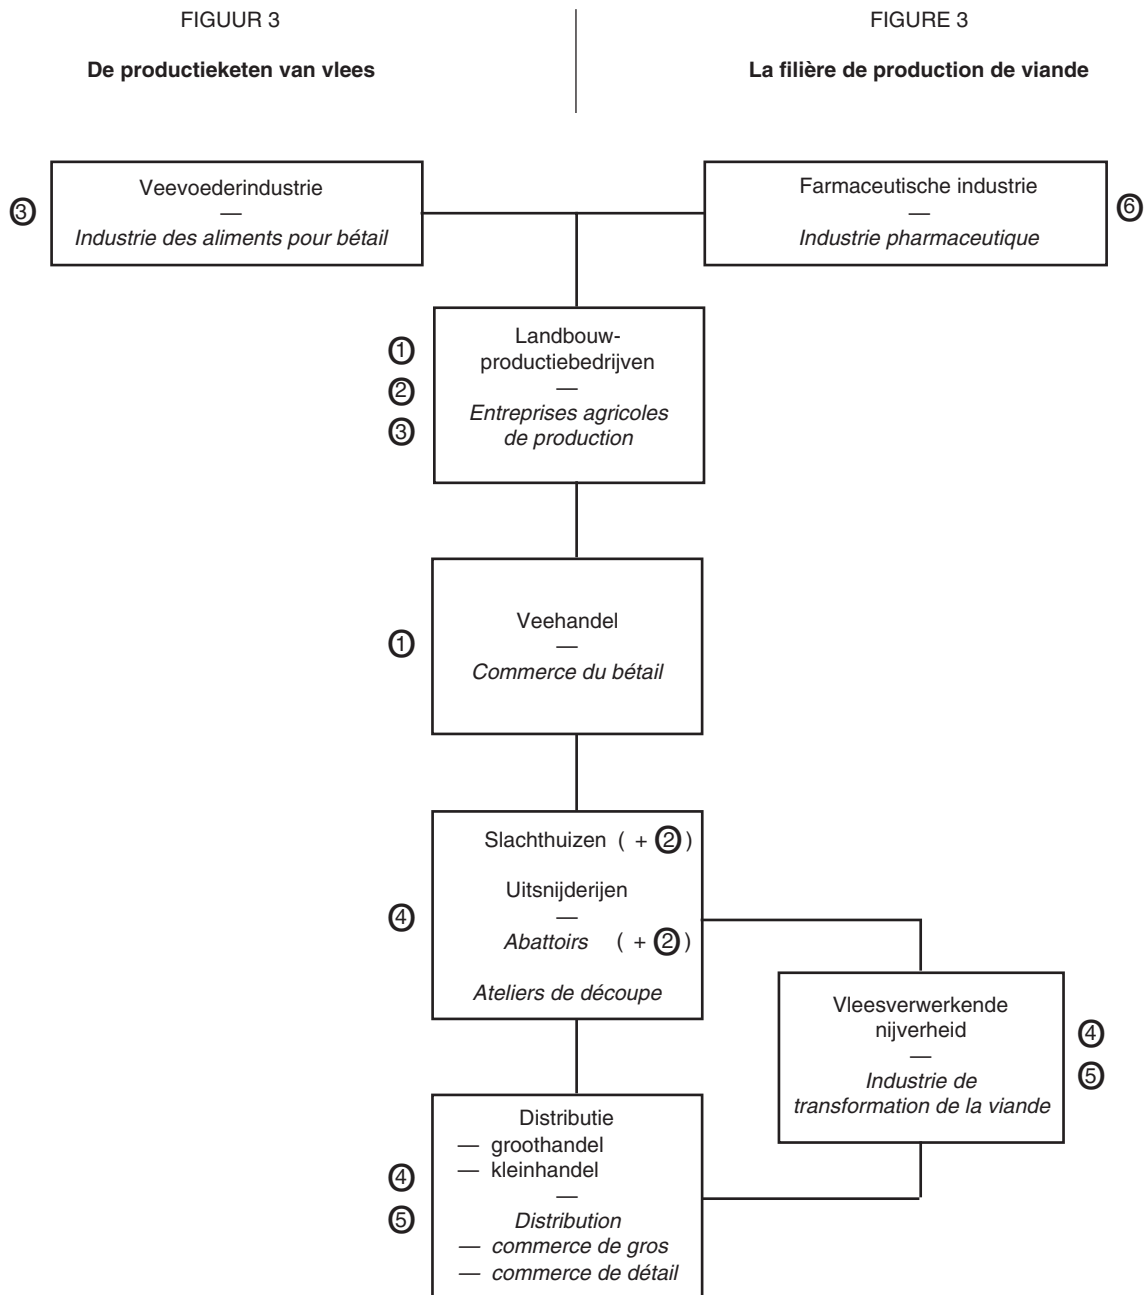 FIGUUR 3
De productieketen van vlees
FIGURE 3
La filière de production de viande
③
Veevoederindustrie
—
Industrie des aliments pour bétail
Farmaceutische industrie
—
Industrie pharmaceutique
⑥
①
②
③
Landbouw-
productiebedrijven
—
Entreprises agricoles
de production
①
Veehandel
—
Commerce du bétail
④
Slachthuizen ( + ② )
Uitsnijderijen
—
Abattoirs ( + ② )
Ateliers de découpe
Vleesverwerkende
nijverheid
—
Industrie de
transformation de la viande
④
⑤
④
⑤
Distributie
— groothandel
— kleinhandel
—
Distribution
— commerce de gros
— commerce de détail